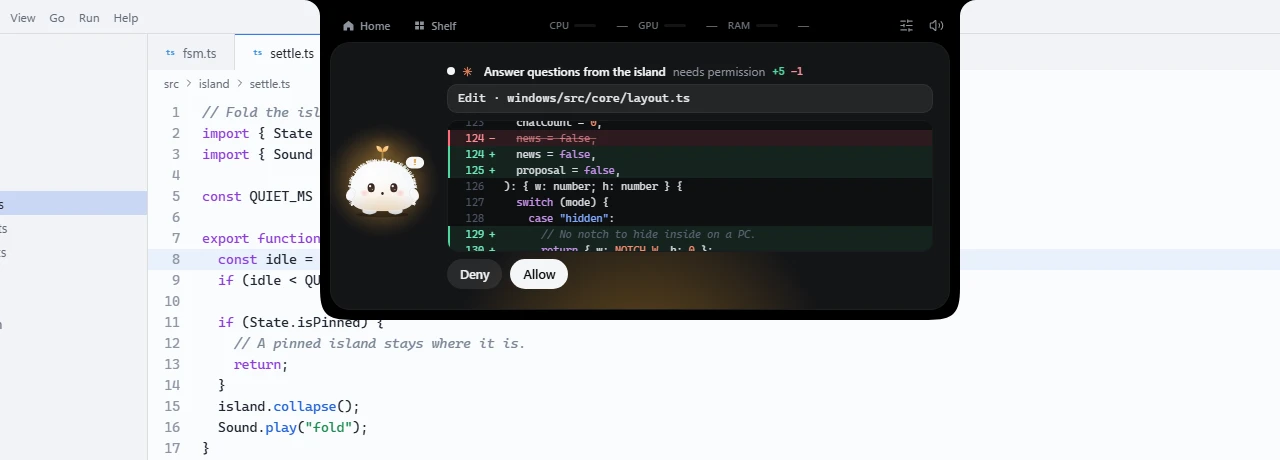 View Go Run Help
Home Shelf CPU — GPU — RAM —
fsm.ts settle.ts
src > island > settle.ts
Answer questions from the island needs permission +5 −1
Edit · windows/src/core/layout.ts
123 chatCount = 0,
124 − news = false,
124 + news = false,
125 + proposal = false,
126 ): { w: number; h: number } {
127 switch (mode) {
128 case "hidden":
129 + // No notch to hide inside on a PC.
130 + return { w: NOTCH_W, h: 0 };
Deny Allow
!
1 // Fold the isl
2 import { State
3 import { Sound
4
5 const QUIET_MS
6
7 export function
8 const idle =
9 if (idle < QU
10
11 if (State.isPinned) {
12 // A pinned island stays where it is.
13 return;
14 }
15 island.collapse();
16 Sound.play("fold");
17 }